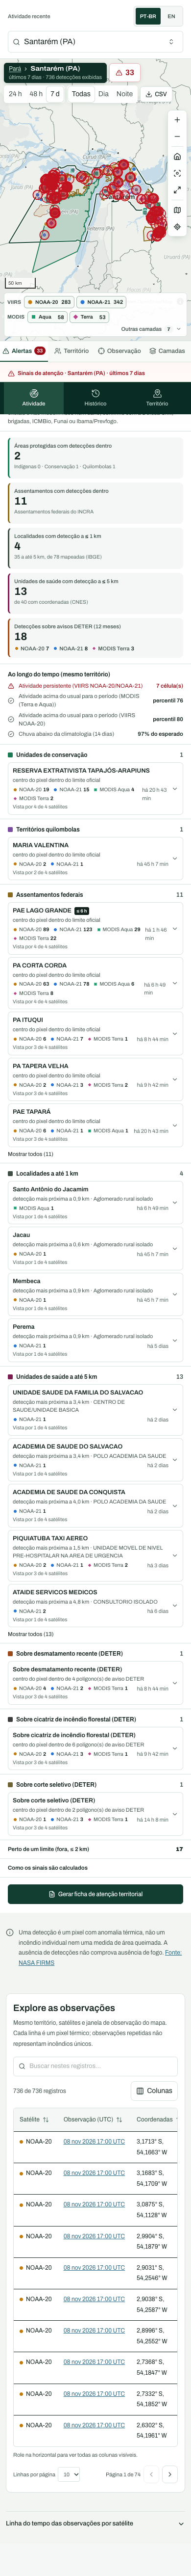 Atividade recente
PT-BR
EN
Santarém (PA)
Pará › Santarém (PA)
últimos 7 dias · 736 detecções exibidas
33
24 h
48 h
7 d
Todas
Dia
Noite
CSV
50 km
VIIRS
NOAA-20 283
NOAA-21 342
MODIS
Aqua 58
Terra 53
Outras camadas 7
Alertas 33
Território
Observação
Camadas
Sinais de atenção · Santarém (PA) · últimos 7 dias
Atividade
Histórico
Território
brigadas, ICMBio, Funai ou Ibama/Prevfogo.
Áreas protegidas com detecções dentro
2
Indígenas 0 · Conservação 1 · Quilombolas 1
Assentamentos com detecções dentro
11
Assentamentos federais do INCRA
Localidades com detecção a ≤ 1 km
4
35 a até 5 km, de 78 mapeadas (IBGE)
Unidades de saúde com detecção a ≤ 5 km
13
de 40 com coordenadas (CNES)
Detecções sobre avisos DETER (12 meses)
18
NOAA-20 7 NOAA-21 8 MODIS Terra 3
Ao longo do tempo (mesmo território)
Atividade persistente (VIIRS NOAA-20/NOAA-21)
7 célula(s)
Atividade acima do usual para o período (MODIS (Terra e Aqua))
percentil 76
Atividade acima do usual para o período (VIIRS NOAA-20)
percentil 80
Chuva abaixo da climatologia (14 dias)
97% do esperado
Unidades de conservação
1
RESERVA EXTRATIVISTA TAPAJÓS-ARAPIUNS
centro do pixel dentro do limite oficial
NOAA-20 19 NOAA-21 15 MODIS Aqua 4
MODIS Terra 2
há 20 h 43 min
Vista por 4 de 4 satélites
Territórios quilombolas
1
MARIA VALENTINA
centro do pixel dentro do limite oficial
NOAA-20 2 NOAA-21 1
há 45 h 7 min
Vista por 2 de 4 satélites
Assentamentos federais
11
PAE LAGO GRANDE ≤ 6 h
centro do pixel dentro do limite oficial
NOAA-20 89 NOAA-21 123 MODIS Aqua 29
MODIS Terra 22
há 1 h 46 min
Vista por 4 de 4 satélites
PA CORTA CORDA
centro do pixel dentro do limite oficial
NOAA-20 63 NOAA-21 78 MODIS Aqua 6
MODIS Terra 8
há 6 h 49 min
Vista por 4 de 4 satélites
PA ITUQUI
centro do pixel dentro do limite oficial
NOAA-20 6 NOAA-21 7 MODIS Terra 1
há 8 h 44 min
Vista por 3 de 4 satélites
PA TAPERA VELHA
centro do pixel dentro do limite oficial
NOAA-20 2 NOAA-21 3 MODIS Terra 2
há 9 h 42 min
Vista por 3 de 4 satélites
PAE TAPARÁ
centro do pixel dentro do limite oficial
NOAA-20 6 NOAA-21 1 MODIS Aqua 1
há 20 h 43 min
Vista por 3 de 4 satélites
Mostrar todos (11)
Localidades a até 1 km
4
Santo Antônio do Jacamim
detecção mais próxima a 0,9 km · Aglomerado rural isolado
MODIS Aqua 1
há 6 h 49 min
Vista por 1 de 4 satélites
Jacau
detecção mais próxima a 0,6 km · Aglomerado rural isolado
NOAA-20 1
há 45 h 7 min
Vista por 1 de 4 satélites
Membeca
detecção mais próxima a 0,9 km · Aglomerado rural isolado
NOAA-20 1
há 45 h 7 min
Vista por 1 de 4 satélites
Perema
detecção mais próxima a 0,9 km · Aglomerado rural isolado
NOAA-21 1
há 5 dias
Vista por 1 de 4 satélites
Unidades de saúde a até 5 km
13
UNIDADE SAUDE DA FAMILIA DO SALVACAO
detecção mais próxima a 3,4 km · CENTRO DE SAUDE/UNIDADE BASICA
NOAA-21 1
há 2 dias
Vista por 1 de 4 satélites
ACADEMIA DE SAUDE DO SALVACAO
detecção mais próxima a 3,4 km · POLO ACADEMIA DA SAUDE
NOAA-21 1
há 2 dias
Vista por 1 de 4 satélites
ACADEMIA DE SAUDE DA CONQUISTA
detecção mais próxima a 4,0 km · POLO ACADEMIA DA SAUDE
NOAA-21 1
há 2 dias
Vista por 1 de 4 satélites
PIQUIATUBA TAXI AEREO
detecção mais próxima a 1,5 km · UNIDADE MOVEL DE NIVEL PRE-HOSPITALAR NA AREA DE URGENCIA
NOAA-20 2 NOAA-21 1 MODIS Terra 2
há 3 dias
Vista por 3 de 4 satélites
ATAIDE SERVICOS MEDICOS
detecção mais próxima a 4,8 km · CONSULTORIO ISOLADO
NOAA-21 2
há 6 dias
Vista por 1 de 4 satélites
Mostrar todos (13)
Sobre desmatamento recente (DETER)
1
Sobre desmatamento recente (DETER)
centro do pixel dentro de 4 polígono(s) de aviso DETER
NOAA-20 4 NOAA-21 2 MODIS Terra 1
há 8 h 44 min
Vista por 3 de 4 satélites
Sobre cicatriz de incêndio florestal (DETER)
1
Sobre cicatriz de incêndio florestal (DETER)
centro do pixel dentro de 6 polígono(s) de aviso DETER
NOAA-20 2 NOAA-21 3 MODIS Terra 1
há 9 h 42 min
Vista por 3 de 4 satélites
Sobre corte seletivo (DETER)
1
Sobre corte seletivo (DETER)
centro do pixel dentro de 2 polígono(s) de aviso DETER
NOAA-20 1 NOAA-21 3 MODIS Terra 1
há 14 h 8 min
Vista por 3 de 4 satélites
Perto de um limite (fora, ≤ 2 km)
17
Como os sinais são calculados
Gerar ficha de atenção territorial
Uma detecção é um pixel com anomalia térmica, não um incêndio individual nem uma medida de área queimada. A ausência de detecções não comprova ausência de fogo. Fonte: NASA FIRMS
Explore as observações
Mesmo território, satélites e janela de observação do mapa. Cada linha é um pixel térmico; observações repetidas não representam incêndios únicos.
Buscar nestes registros...
736 de 736 registros
Colunas
Satélite
Observação (UTC)
Coordenadas
NOAA-20 08 nov 2026 17:00 UTC 3,1713° S, 54,1663° W
NOAA-20 08 nov 2026 17:00 UTC 3,1683° S, 54,1709° W
NOAA-20 08 nov 2026 17:00 UTC 3,0875° S, 54,1128° W
NOAA-20 08 nov 2026 17:00 UTC 2,9904° S, 54,1879° W
NOAA-20 08 nov 2026 17:00 UTC 2,9031° S, 54,2546° W
NOAA-20 08 nov 2026 17:00 UTC 2,9038° S, 54,2587° W
NOAA-20 08 nov 2026 17:00 UTC 2,8996° S, 54,2552° W
NOAA-20 08 nov 2026 17:00 UTC 2,7368° S, 54,1847° W
NOAA-20 08 nov 2026 17:00 UTC 2,7332° S, 54,1852° W
NOAA-20 08 nov 2026 17:00 UTC 2,6302° S, 54,1961° W
Role na horizontal para ver todas as colunas visíveis.
Linhas por página
10
Página 1 de 74
Linha do tempo das observações por satélite